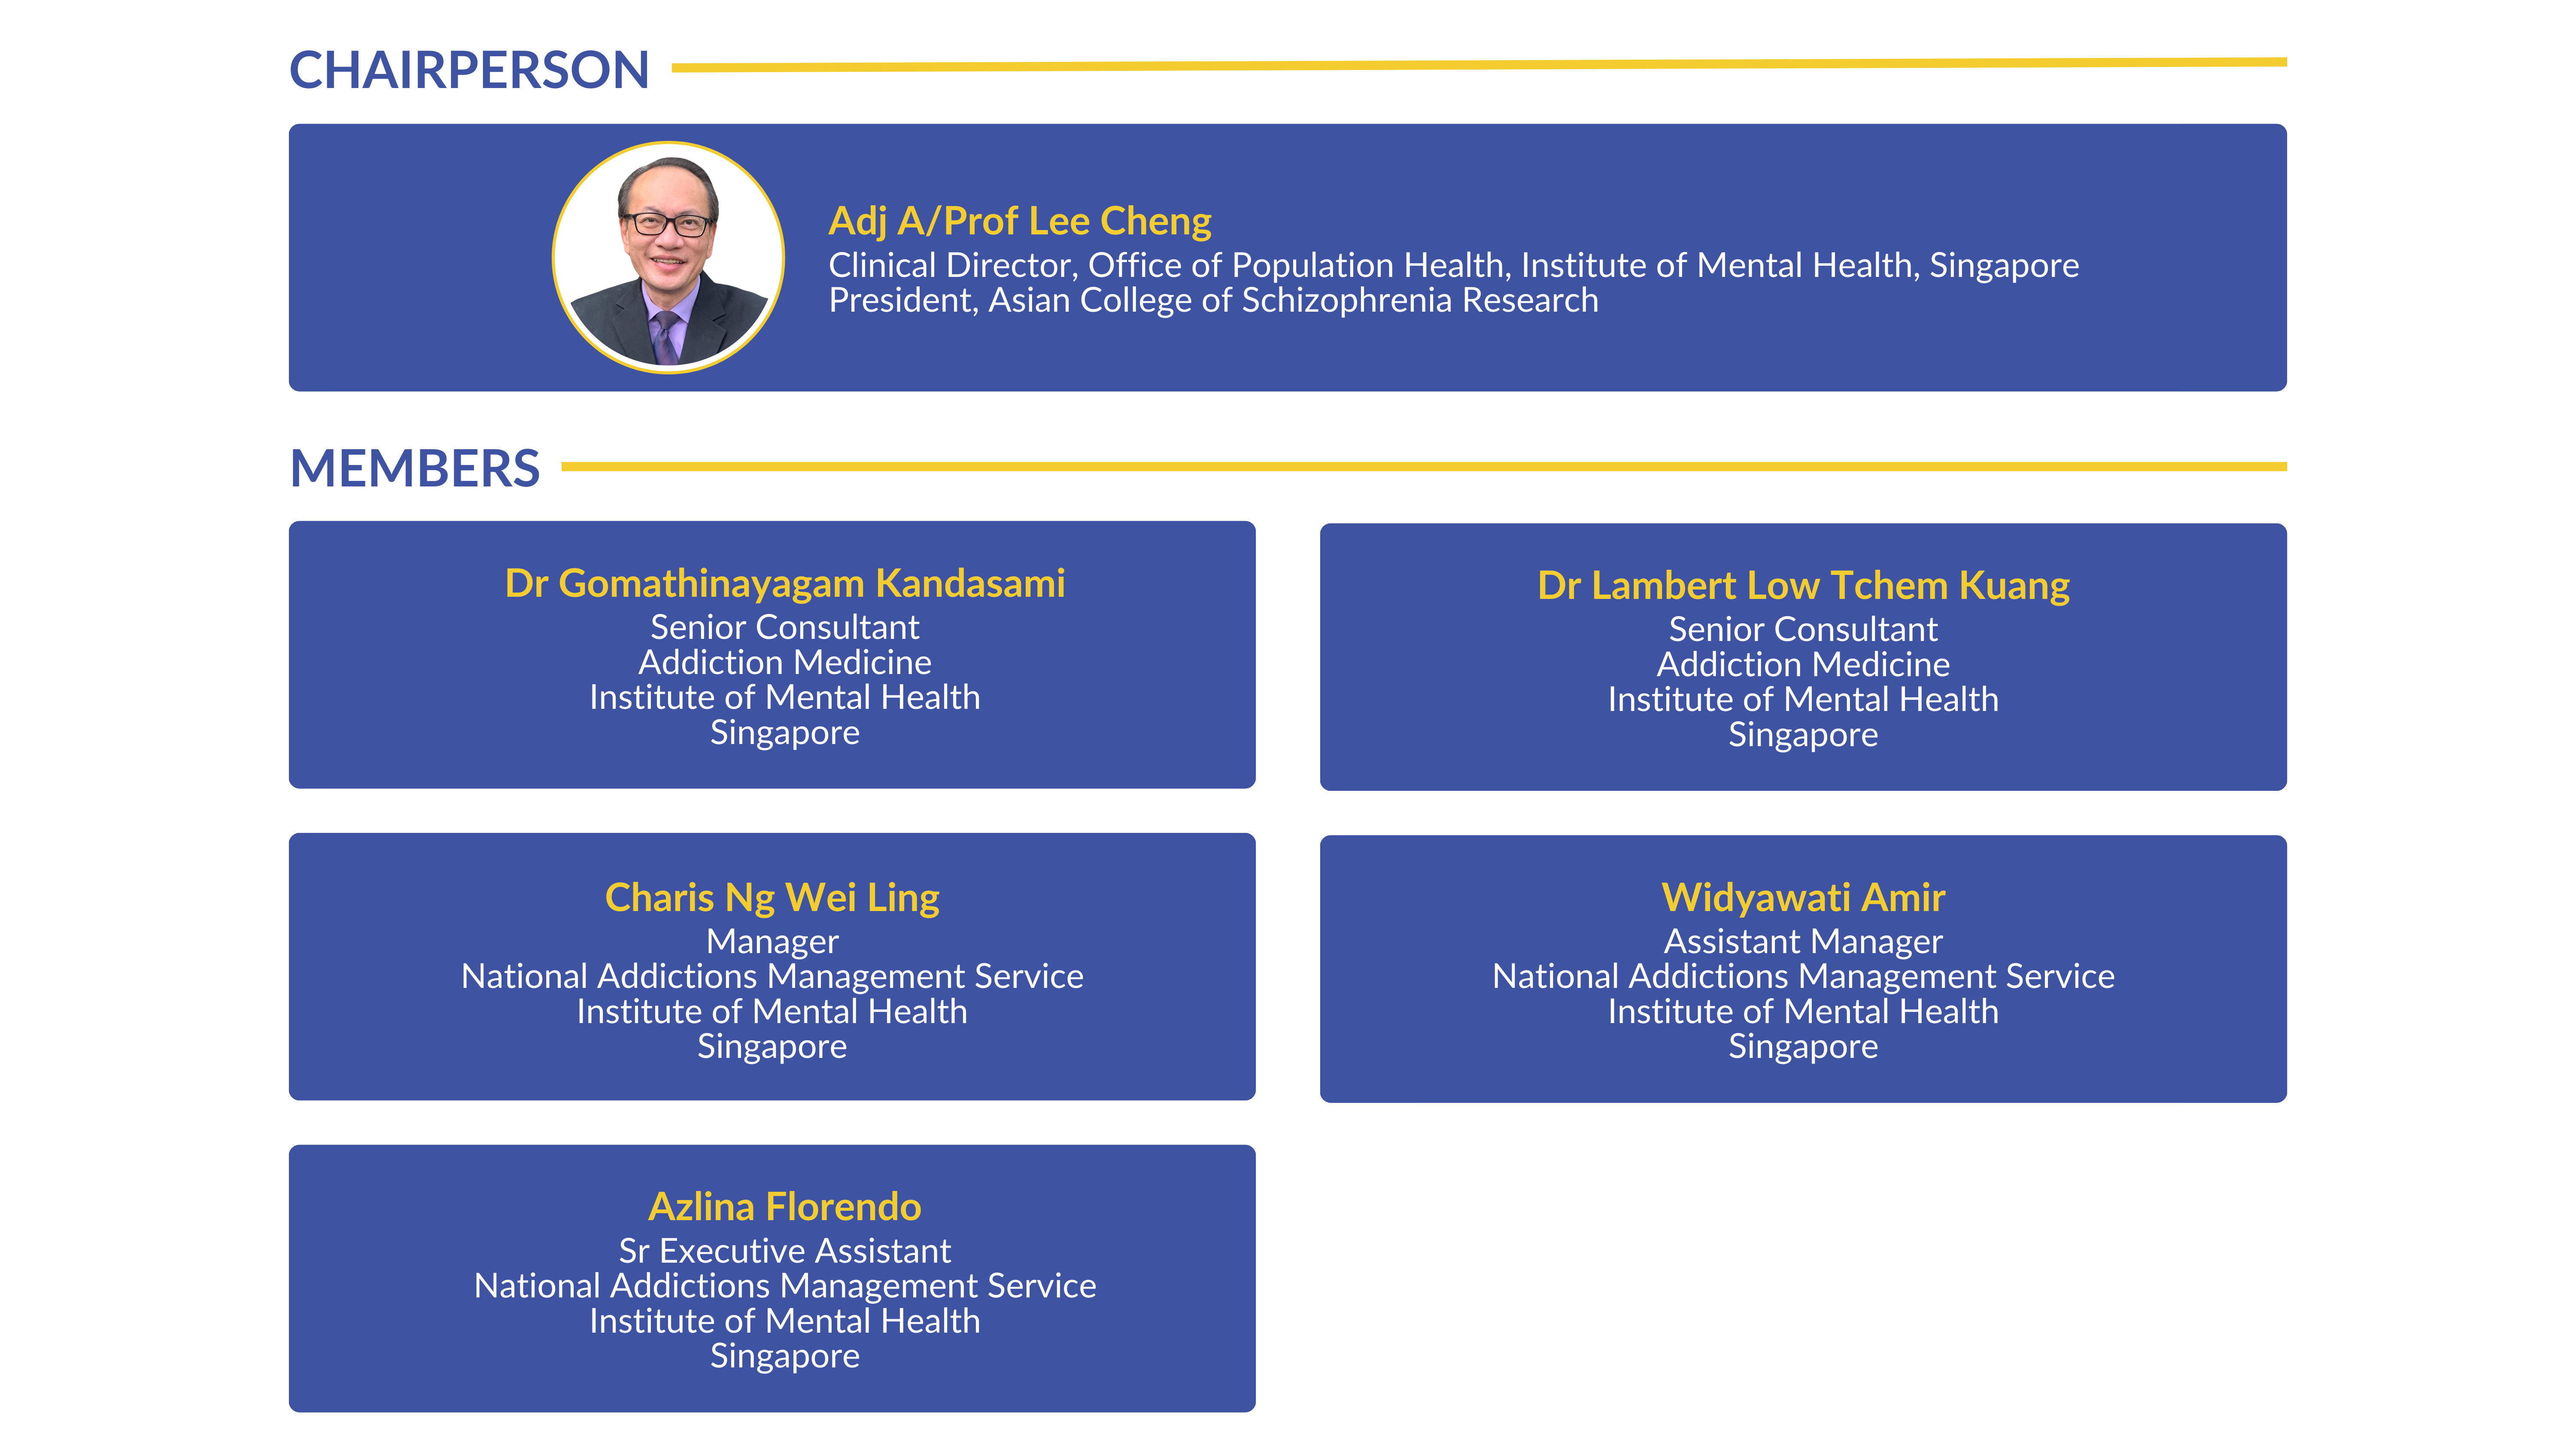 CHAIRPERSON
Adj A/Prof Lee Cheng
Clinical Director, Office of Population Health, Institute of Mental Health, Singapore
President, Asian College of Schizophrenia Research
MEMBERS
Dr Gomathinayagam Kandasami
Senior Consultant
Addiction Medicine
Institute of Mental Health
Singapore
Dr Lambert Low Tchem Kuang
Senior Consultant
Addiction Medicine
Institute of Mental Health
Singapore
Charis Ng Wei Ling
Manager
National Addictions Management Service
Institute of Mental Health
Singapore
Widyawati Amir
Assistant Manager
National Addictions Management Service
Institute of Mental Health
Singapore
Azlina Florendo
Sr Executive Assistant
National Addictions Management Service
Institute of Mental Health
Singapore